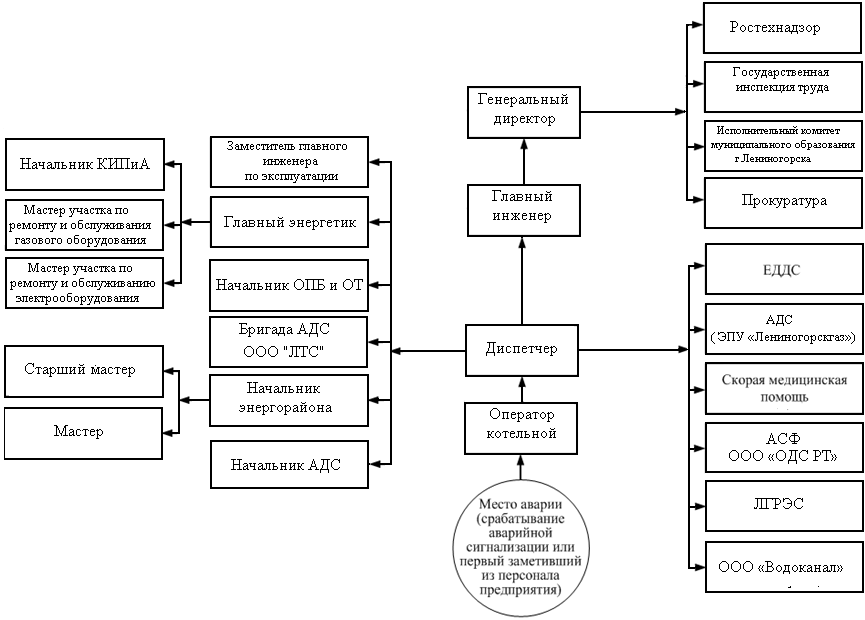 Ростехнадзор
Государственная
инспекция труда
Исполнительный комитет
муниципального образования
г Лениногорска
Прокуратура
Генеральный
директор
Главный
инженер
Заместитель главного
инженера
по эксплуатации
Главный энергетик
Начальник ОПБ и ОТ
Бригада АДС
ООО "ЛТС"
Начальник
энергорайона
Начальник АДС
Начальник КИПиА
Мастер участка по
ремонту и обслуживания
газового оборудования
Мастер участка по
ремонту и обслуживанию
электрооборудования
Старший мастер
Мастер
Диспетчер
Оператор
котельной
Место аварии
(срабатывание
аварийной
сигнализации или
первый заметивший
из персонала
предприятия)
ЕДДС
АДС
( ЭПУ «Лениногорскгаз»)
Скорая медицинская
помощь
АСФ
ООО «ОДС РТ»
ЛГРЭС
ООО «Водоканал»